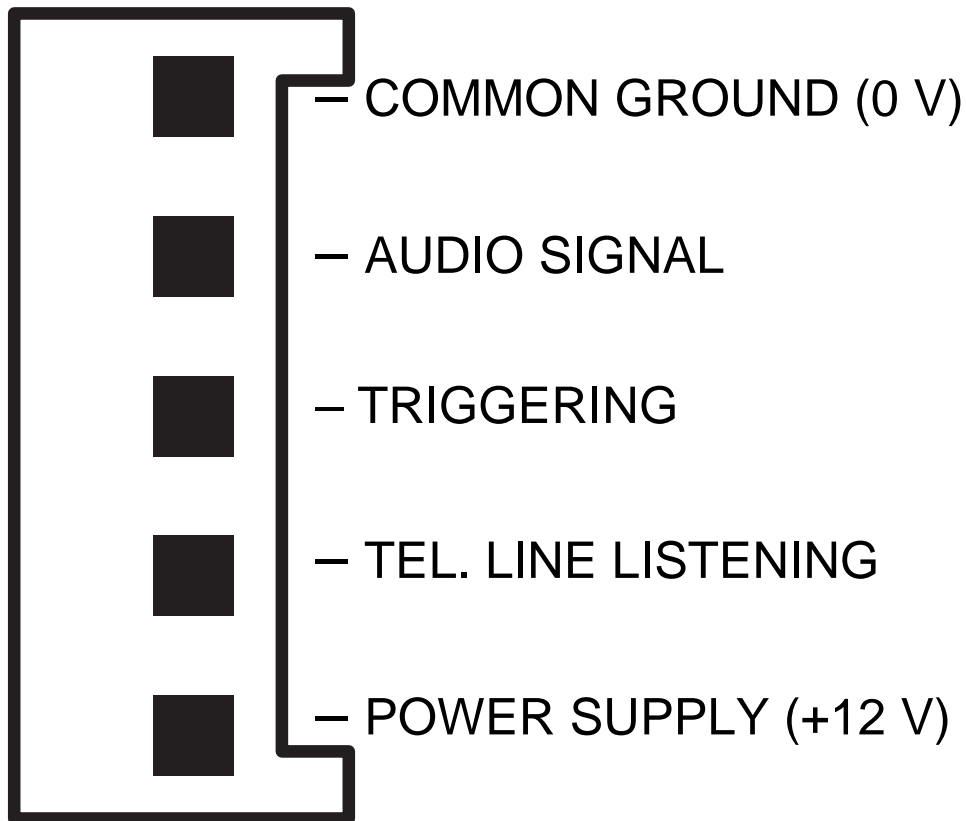 – COMMON GROUND (0 V)
– AUDIO SIGNAL
– TRIGGERING
– TEL. LINE LISTENING
– POWER SUPPLY (+12 V)